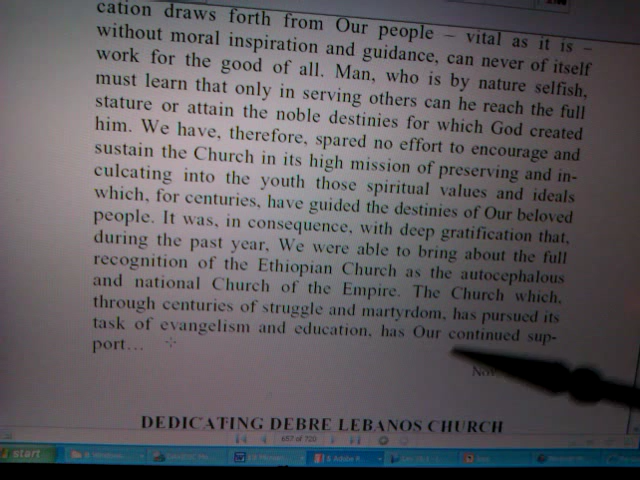 cation draws forth from Our people – vital as it is –
without moral inspiration and guidance, can never of itself
work for the good of all. Man, who is by nature selfish,
must learn that only in serving others can he reach the full
stature or attain the noble destinies for which God created
him. We have, therefore, spared no effort to encourage and
sustain the Church in its high mission of preserving and in-
culcating into the youth those spiritual values and ideals
which, for centuries, have guided the destinies of Our beloved
people. It was, in consequence, with deep gratification that,
during the past year, We were able to bring about the full
recognition of the Ethiopian Church as the autocephalous
and national Church of the Empire. The Church which,
through centuries of struggle and martyrdom, has pursued its
task of evangelism and education, has Our continued sup-
port…
DEDICATING DEBRE LEBANOS CHURCH
657 of 720
start